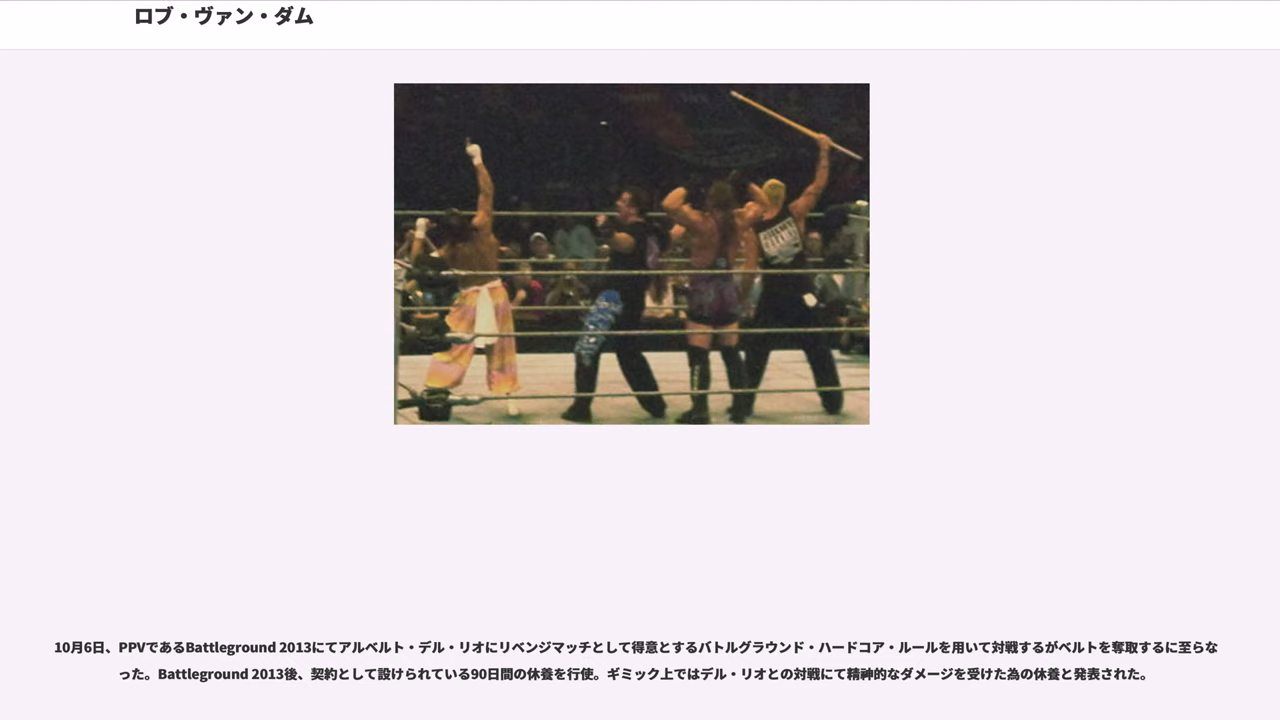 ロブ・ヴァン・ダム
10月6日、PPVであるBattleground 2013にてアルベルト・デル・リオにリベンジマッチとして得意とするバトルグラウンド・ハードコア・ルールを用いて対戦するがベルトを奪取するに至らな
った。Battleground 2013後、契約として設けられている90日間の休養を行使。ギミック上ではデル・リオとの対戦にて精神的なダメージを受けた為の休養と発表された。